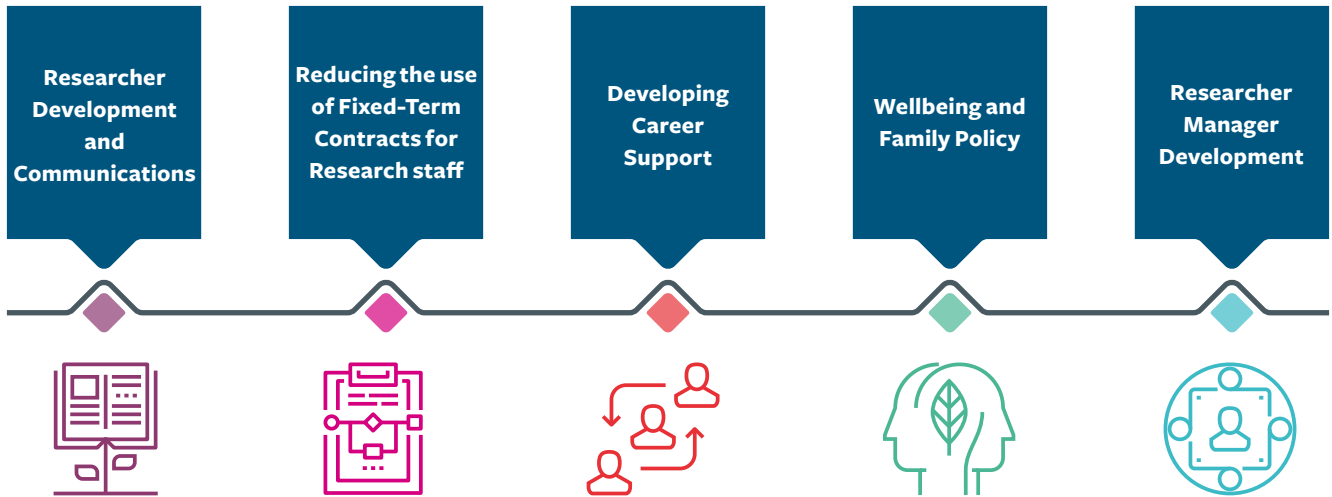 Researcher
Development
and
Communications
Reducing the use
of Fixed-Term
Contracts for
Research staff
Developing
Career
Support
Wellbeing and
Family Policy
Researcher
Manager
Development